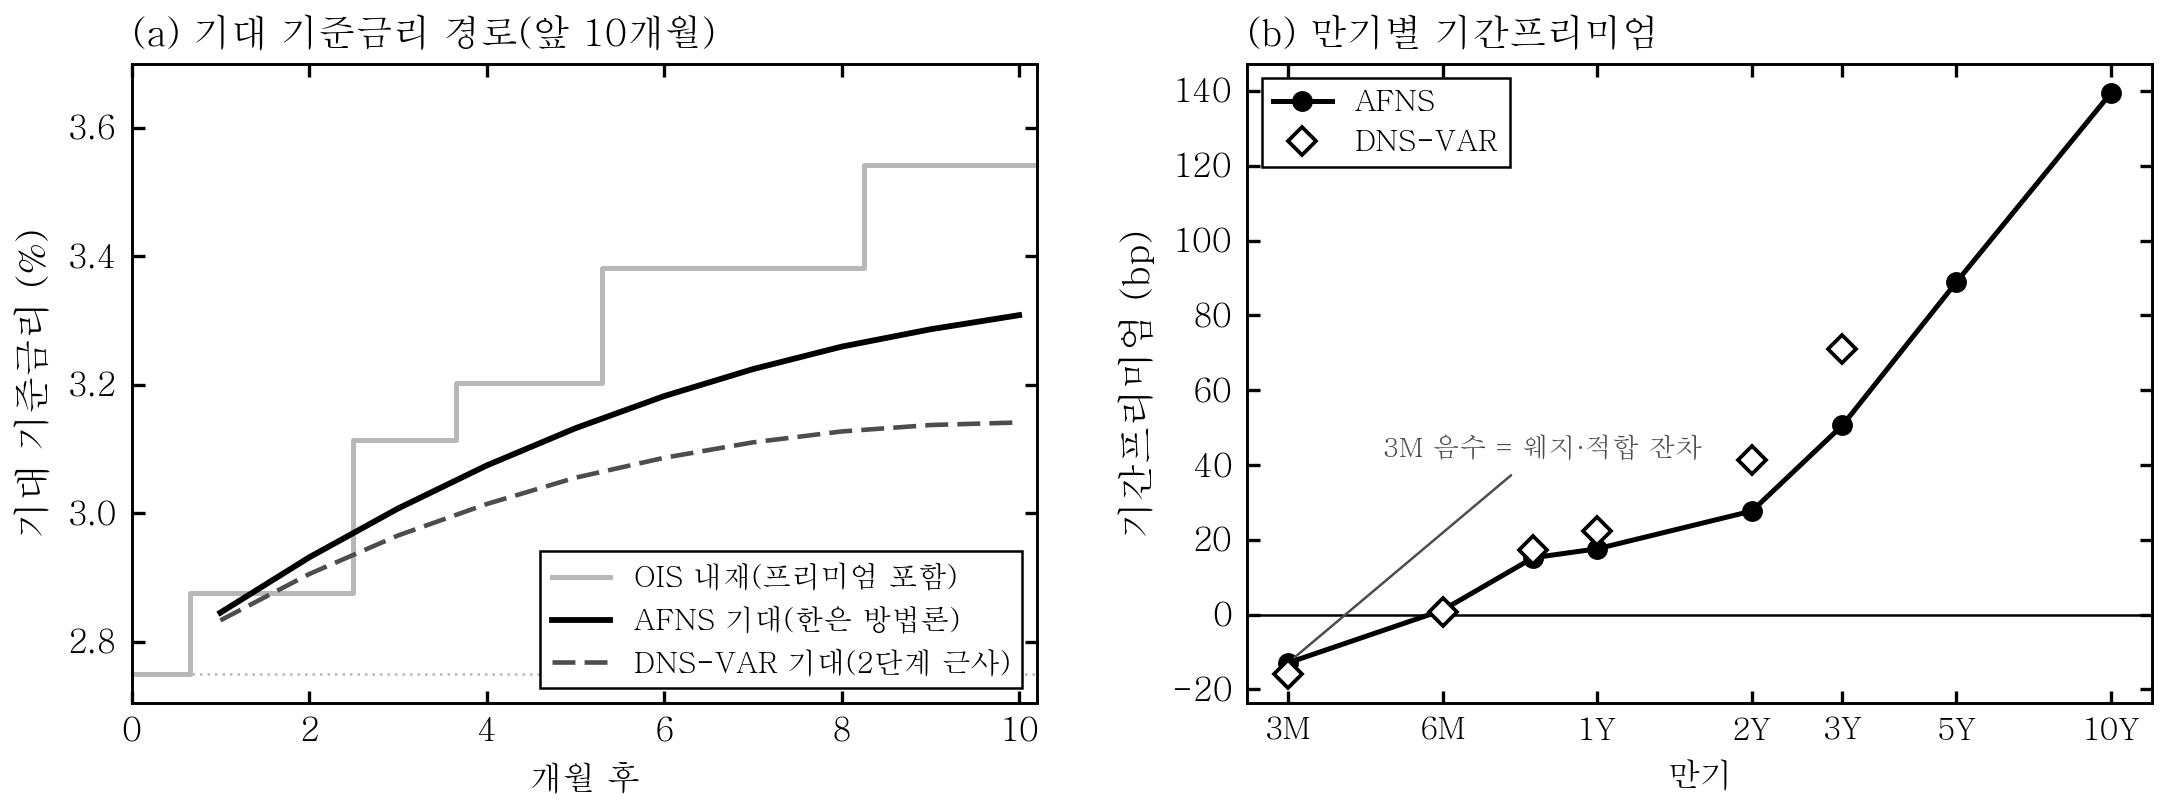 (a) 기대 기준금리 경로(앞 10개월)
기대 기준금리 (%)
3.6
3.4
3.2
3.0
2.8
0 2 4 6 8 10
개월 후
OIS 내재(프리미엄 포함)
AFNS 기대(한은 방법론)
DNS-VAR 기대(2단계 근사)
(b) 만기별 기간프리미엄
기간프리미엄 (bp)
140
120
100
80
60
40
20
0
-20
3M 6M 1Y 2Y 3Y 5Y 10Y
만기
AFNS
DNS-VAR
3M 음수 = 웨지·적합 잔차